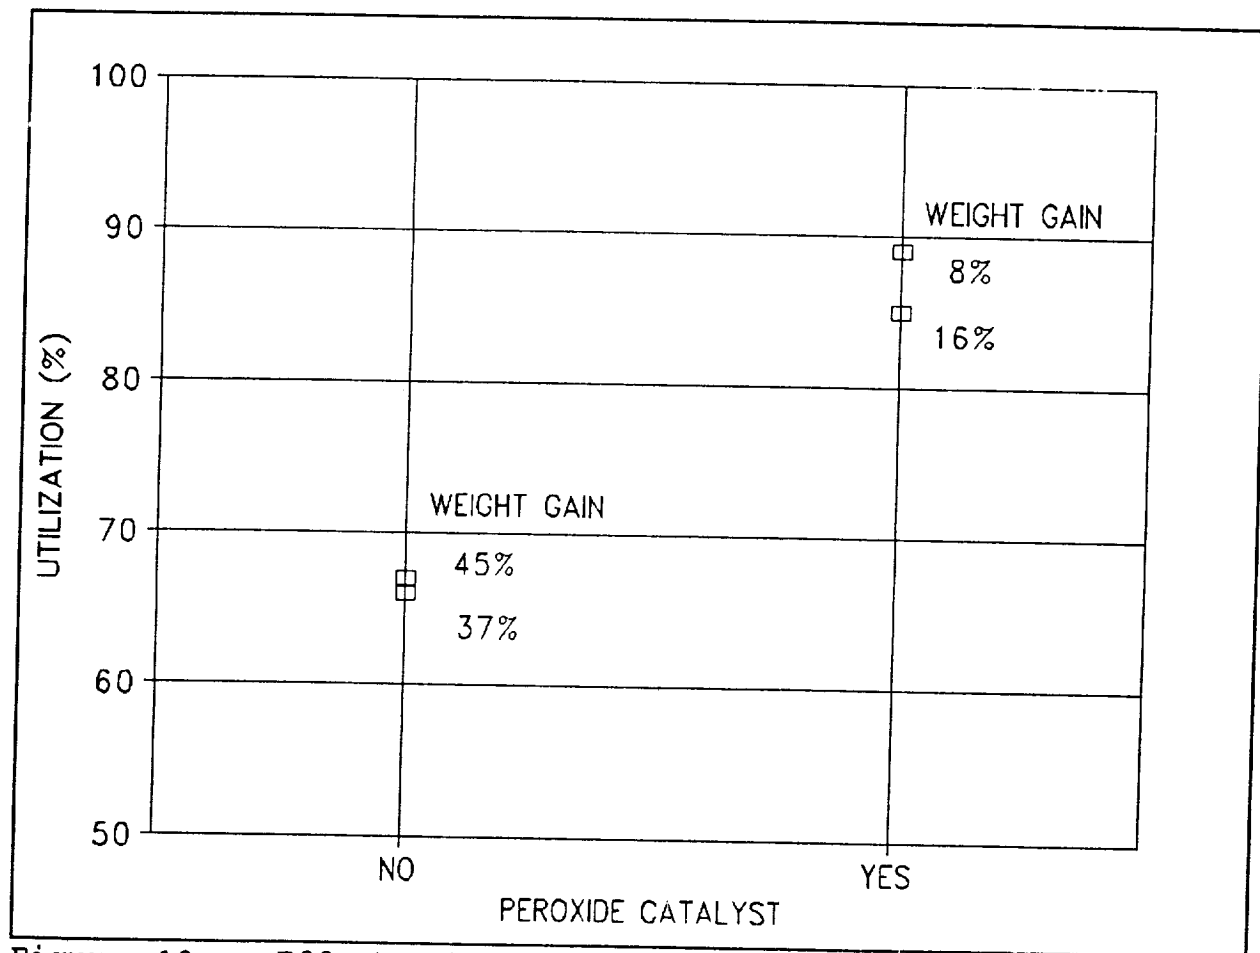 100
90
80
70
60
50
UTILIZATION (%)
WEIGHT GAIN
8%
16%
WEIGHT GAIN
45%
37%
NO
YES
PEROXIDE CATALYST